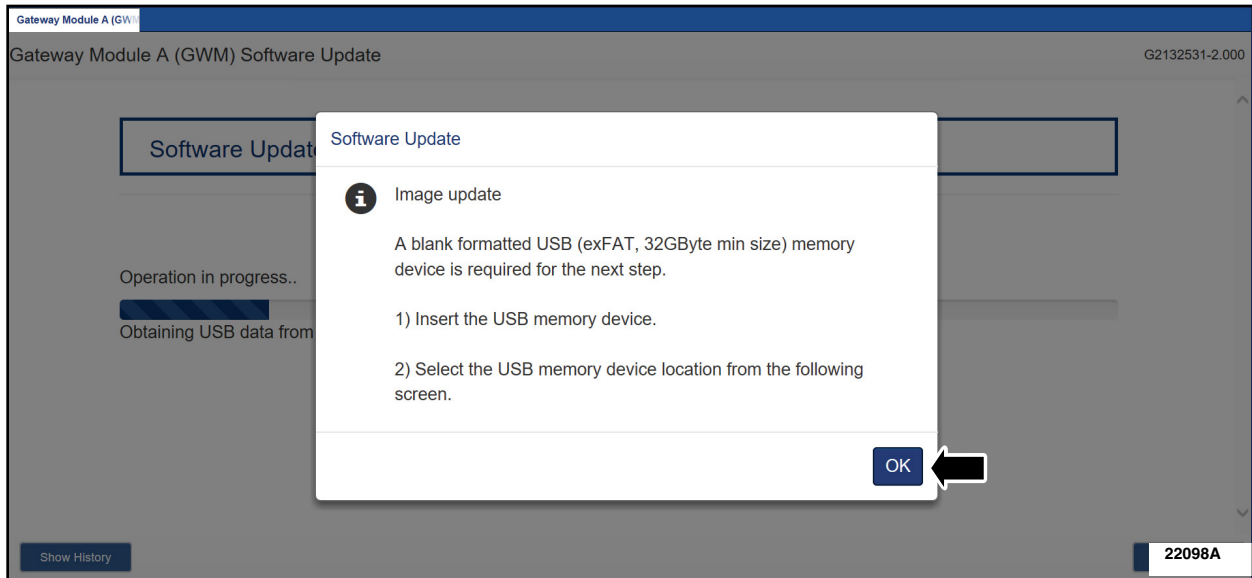 Gateway Module A (GWM
Gateway Module A (GWM) Software Update
G2132531-2.000
Software Updat
Operation in progress..
Obtaining USB data from
Software Update
Image update
A blank formatted USB (exFAT, 32GByte min size) memory
device is required for the next step.
1) Insert the USB memory device.
2) Select the USB memory device location from the following
screen.
OK
Show History
22098A